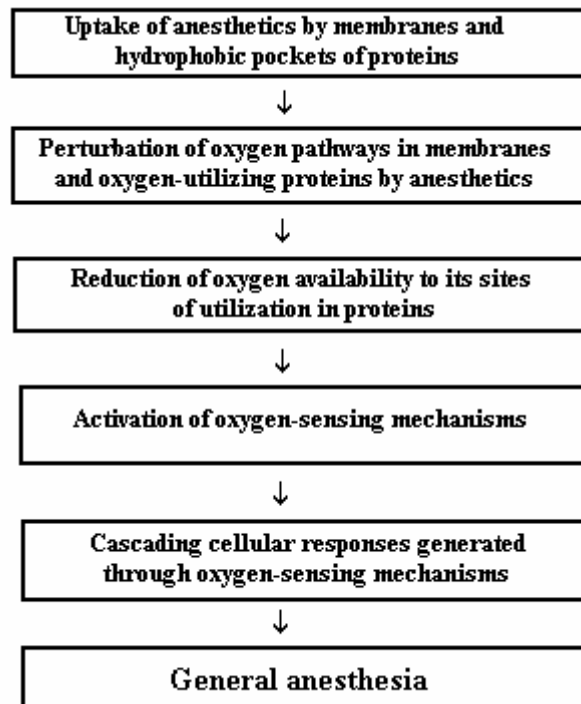 Uptake of anesthetics by membranes and
hydrophobic pockets of proteins
↓
Perturbation of oxygen pathways in membranes
and oxygen-utilizing proteins by anesthetics
↓
Reduction of oxygen availability to its sites
of utilization in proteins
↓
Activation of oxygen-sensing mechanisms
↓
Cascading cellular responses generated
through oxygen-sensing mechanisms
↓
General anesthesia